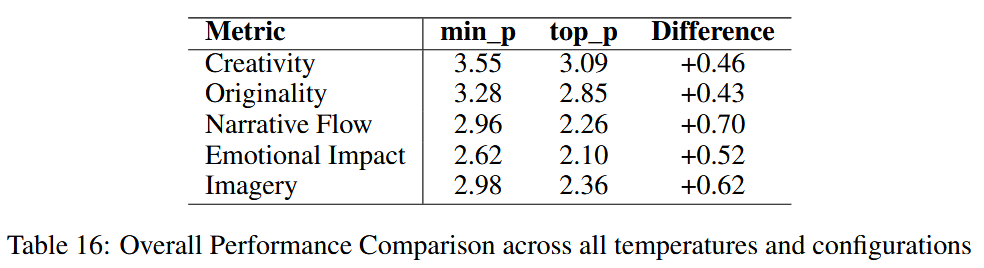 Metric min_p top_p Difference
Creativity 3.55 3.09 +0.46
Originality 3.28 2.85 +0.43
Narrative Flow 2.96 2.26 +0.70
Emotional Impact 2.62 2.10 +0.52
Imagery 2.98 2.36 +0.62
Table 16: Overall Performance Comparison across all temperatures and configurations